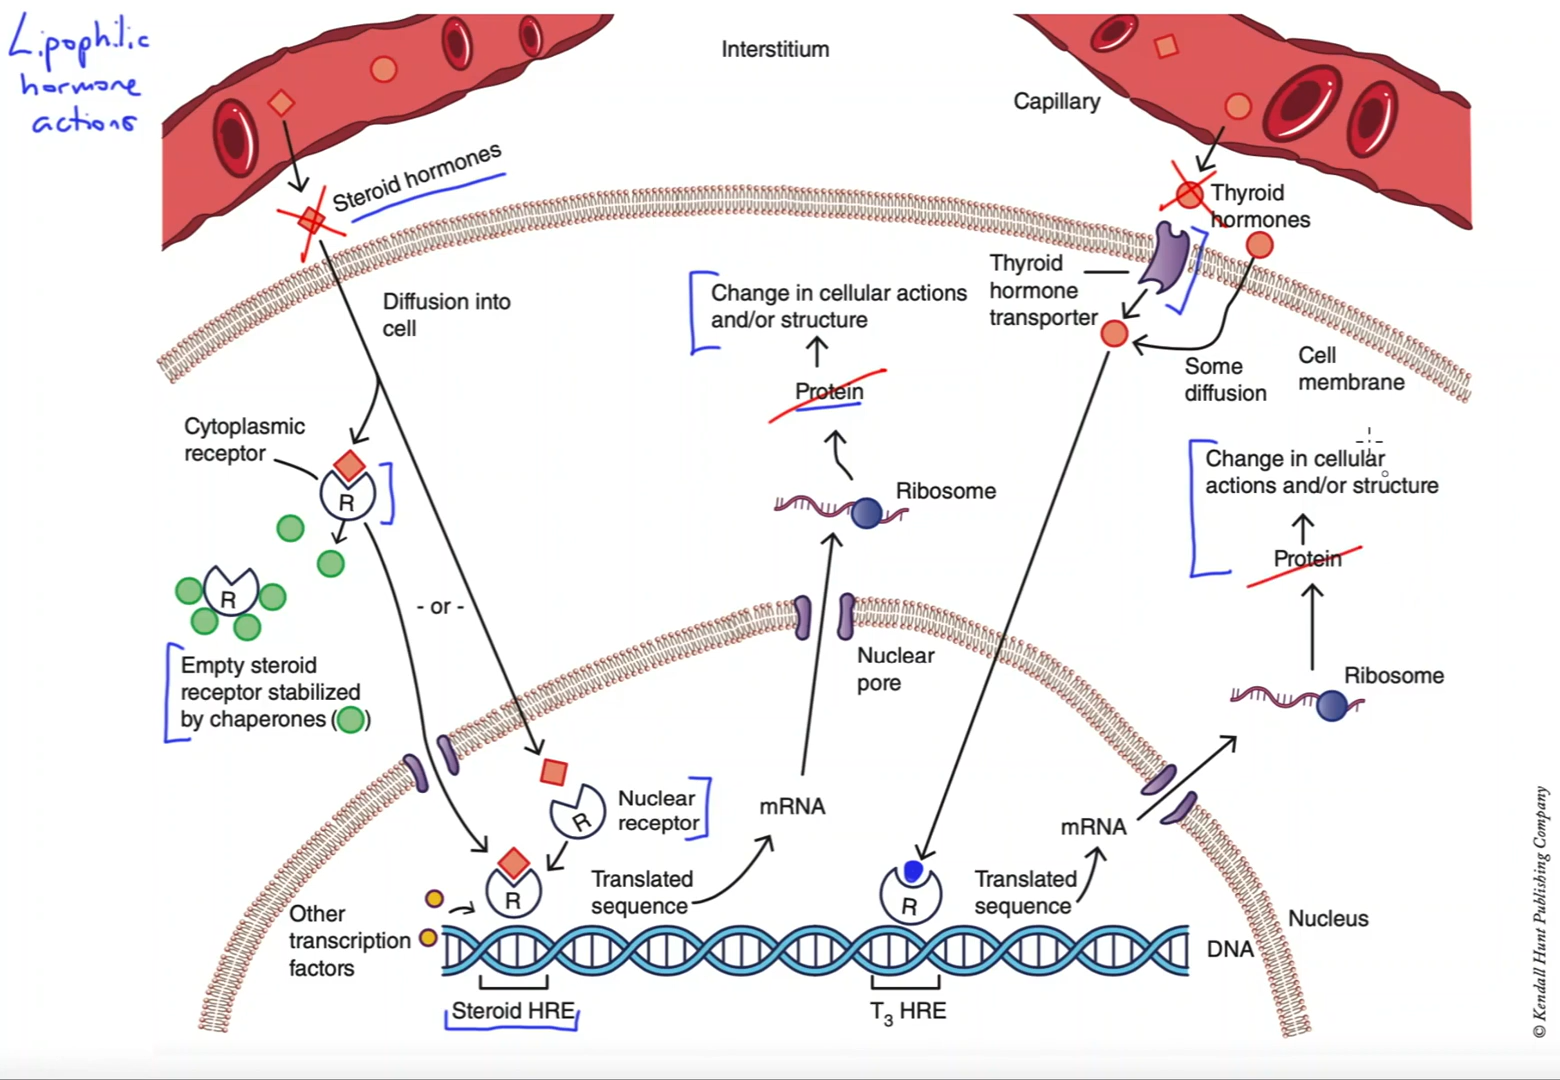 Lipophilic
hormone
actions
Interstitium
Capillary
Steroid hormones
Thyroid
hormones
Diffusion into
cell
Change in cellular actions
and/or structure
Thyroid
hormone
transporter
Some
diffusion
Cell
membrane
Protein
Cytoplasmic
receptor
R
Change in cellular
actions and/or structure
Ribosome
Protein
R
- or -
Empty steroid
receptor stabilized
by chaperones ( )
Nuclear
pore
Ribosome
Nuclear
receptor
R
mRNA
mRNA
Translated
sequence
Translated
sequence
R
R
Other
transcription
factors
Nucleus
DNA
Steroid HRE
T3 HRE
© Kendall Hunt Publishing Company